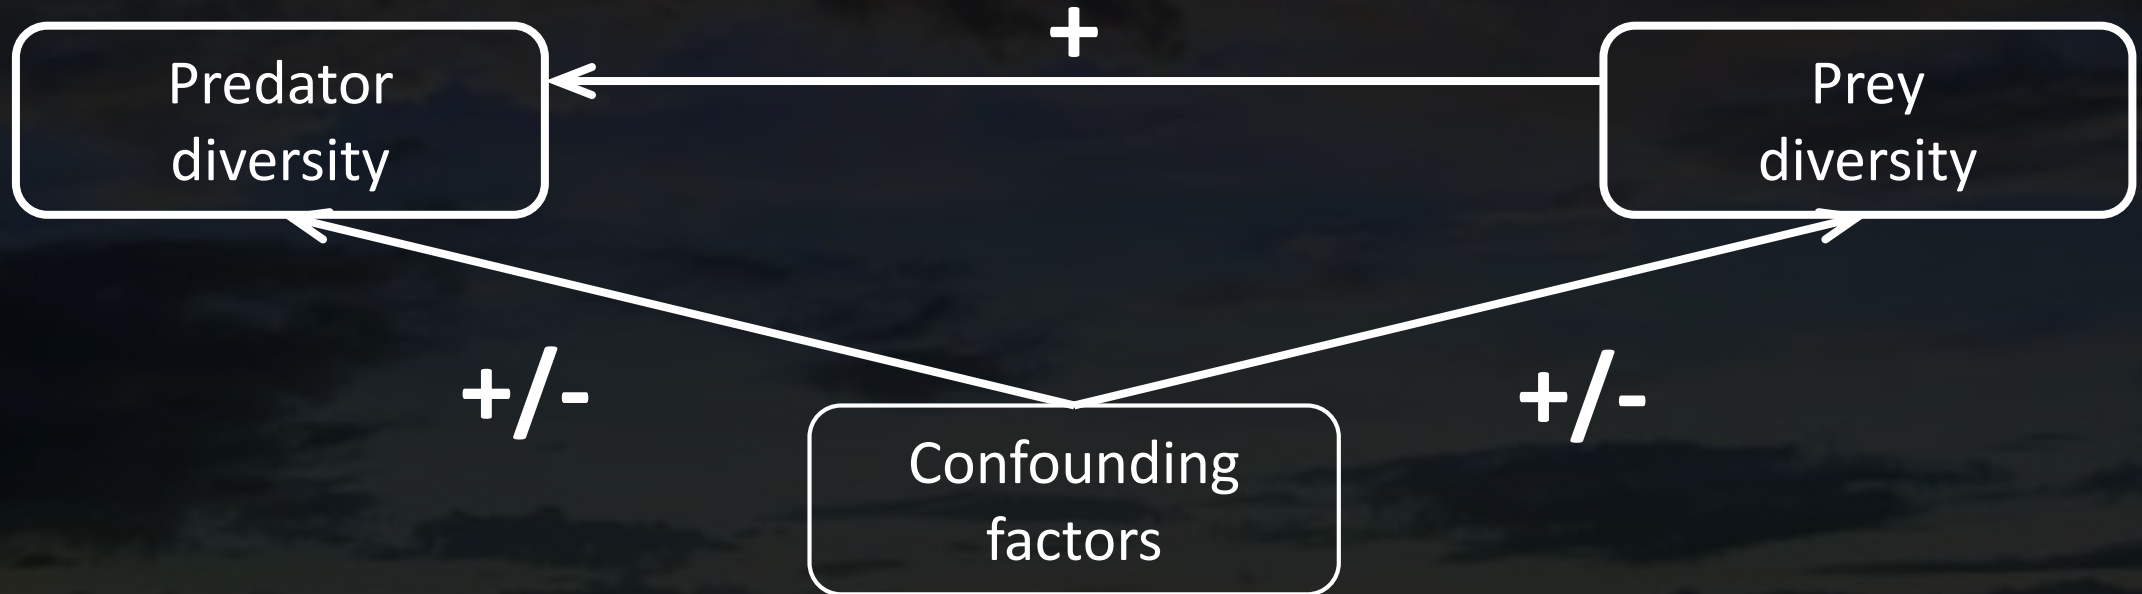 +
Predator
diversity
Prey
diversity
+/-
+/-
Confounding
factors